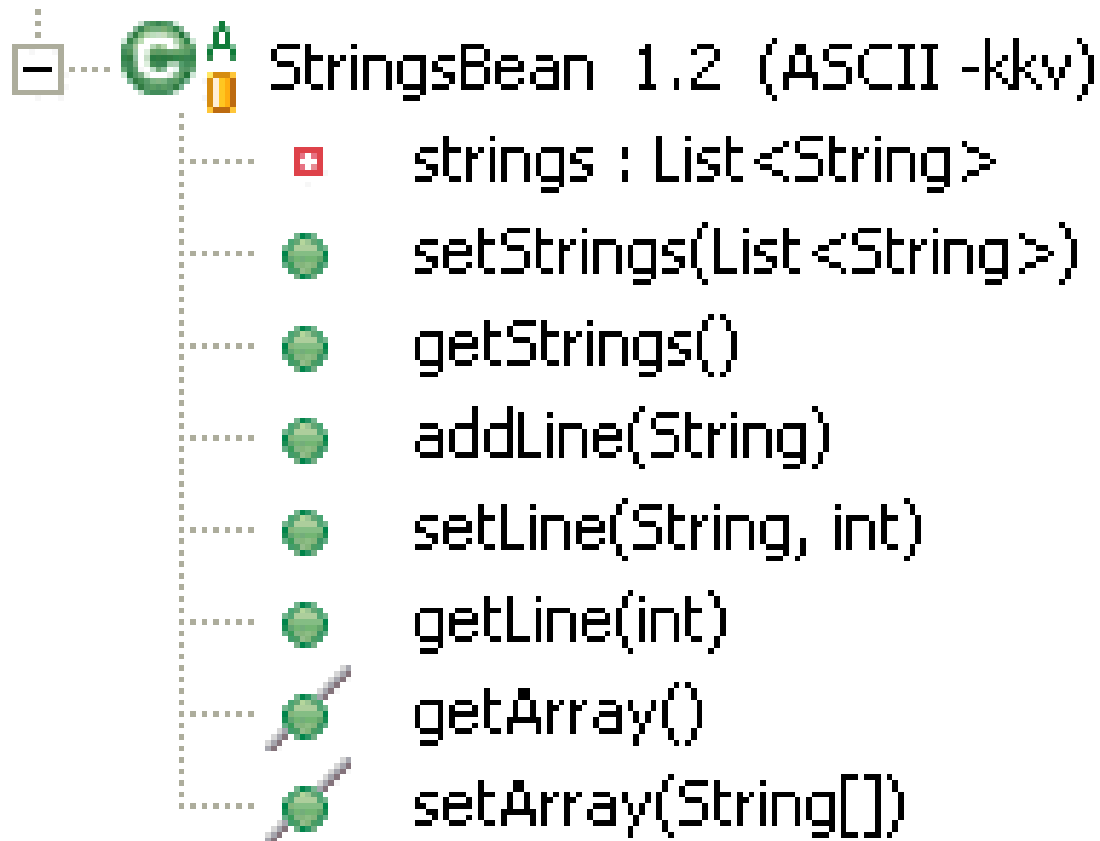 A
StringsBean 1.2 (ASCII -kkv)
strings : List<String>
setStrings(List<String>)
getStrings()
addLine(String)
setLine(String, int)
getLine(int)
getArray()
setArray(String[])